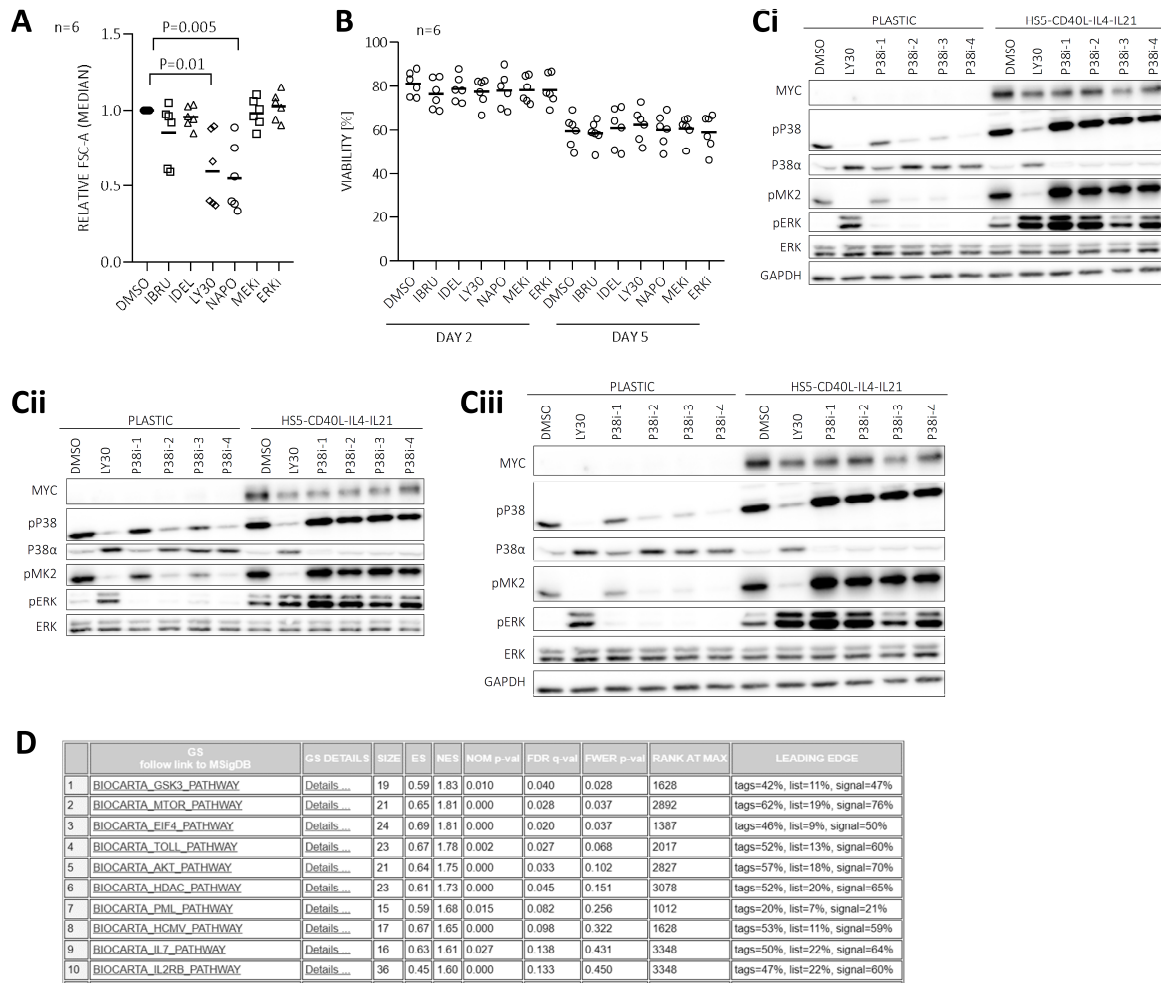 A
n=6
P=0.005
P=0.01
RELATIVE FSC-A (MEDIAN)
1.5
1.0
0.5
0.0
DMSO IBRU IDEL LY30 NAPO MEKi ERKi
B
n=6
VIABILITY [%]
100
80
60
40
20
0
DMSO IBRU IDEL LY30 NAPO MEKi ERKi DMSO IBRU IDEL LY30 NAPO MEKi ERKi
DAY 2 DAY 5
Ci
PLASTIC HS5-CD40L-IL4-IL21
DMSO LY30 P38i-1 P38i-2 P38i-3 P38i-4 DMSO LY30 P38i-1 P38i-2 P38i-3 P38i-4
MYC
pP38
P38α
pMK2
pERK
ERK
GAPDH
Cii
PLASTIC HS5-CD40L-IL4-IL21
DMSO LY30 P38i-1 P38i-2 P38i-3 P38i-4 DMSO LY30 P38i-1 P38i-2 P38i-3 P38i-4
MYC
pP38
P38α
pMK2
pERK
ERK
Ciii
PLASTIC HS5-CD40L-IL4-IL21
DMSO LY30 P38i-1 P38i-2 P38i-3 P38i-4 DMSO LY30 P38i-1 P38i-2 P38i-3 P38i-4
MYC
pP38
P38α
pMK2
pERK
ERK
GAPDH
D
GS
follow link to MSigDB GS DETAILS SIZE ES NES NOM p-val FDR q-val FWER p-val RANK AT MAX LEADING EDGE
1 BIOCARTA_GSK3_PATHWAY Details ... 19 0.59 1.83 0.010 0.040 0.028 1628 tags=42%, list=11%, signal=47%
2 BIOCARTA_MTOR_PATHWAY Details ... 21 0.65 1.81 0.000 0.028 0.037 2892 tags=62%, list=19%, signal=76%
3 BIOCARTA_EIF4_PATHWAY Details ... 24 0.69 1.81 0.000 0.020 0.037 1387 tags=46%, list=9%, signal=50%
4 BIOCARTA_TOLL_PATHWAY Details ... 23 0.67 1.78 0.002 0.027 0.068 2017 tags=52%, list=13%, signal=60%
5 BIOCARTA_AKT_PATHWAY Details ... 21 0.64 1.75 0.000 0.033 0.102 2827 tags=57%, list=18%, signal=70%
6 BIOCARTA_HDAC_PATHWAY Details ... 23 0.61 1.73 0.000 0.045 0.151 3078 tags=52%, list=20%, signal=65%
7 BIOCARTA_PML_PATHWAY Details ... 15 0.59 1.68 0.015 0.082 0.256 1012 tags=20%, list=7%, signal=21%
8 BIOCARTA_HCMV_PATHWAY Details ... 17 0.67 1.65 0.000 0.098 0.322 1628 tags=53%, list=11%, signal=59%
9 BIOCARTA_IL7_PATHWAY Details ... 16 0.63 1.61 0.027 0.138 0.431 3348 tags=50%, list=22%, signal=64%
10 BIOCARTA_IL2RB_PATHWAY Details ... 36 0.45 1.60 0.000 0.133 0.450 3348 tags=47%, list=22%, signal=60%